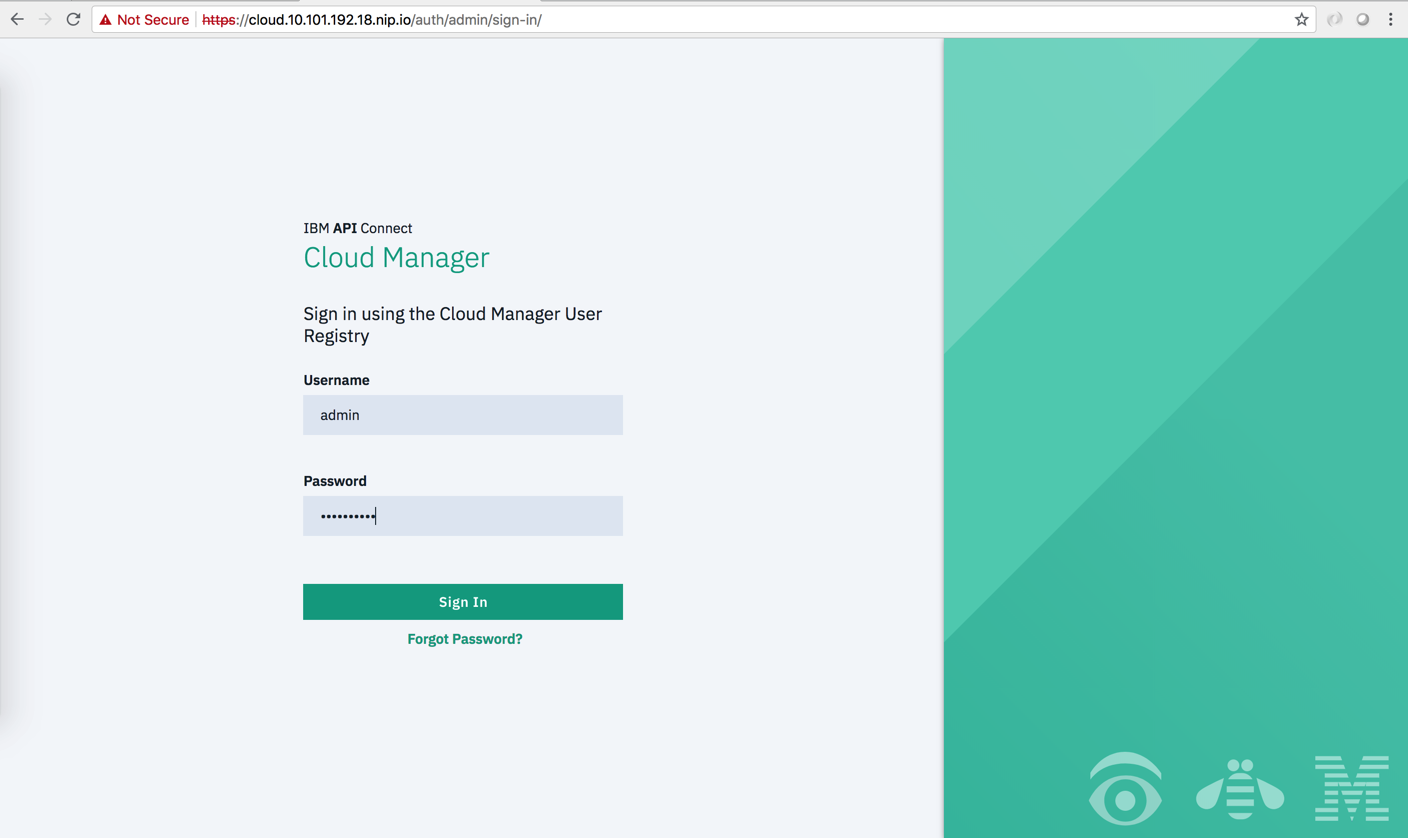 Not Secure https://cloud.10.101.192.18.nip.io/auth/admin/sign-in/
IBM API Connect
Cloud Manager
Sign in using the Cloud Manager User
Registry
Username
admin
Password
••••••••••
Sign In
Forgot Password?
M